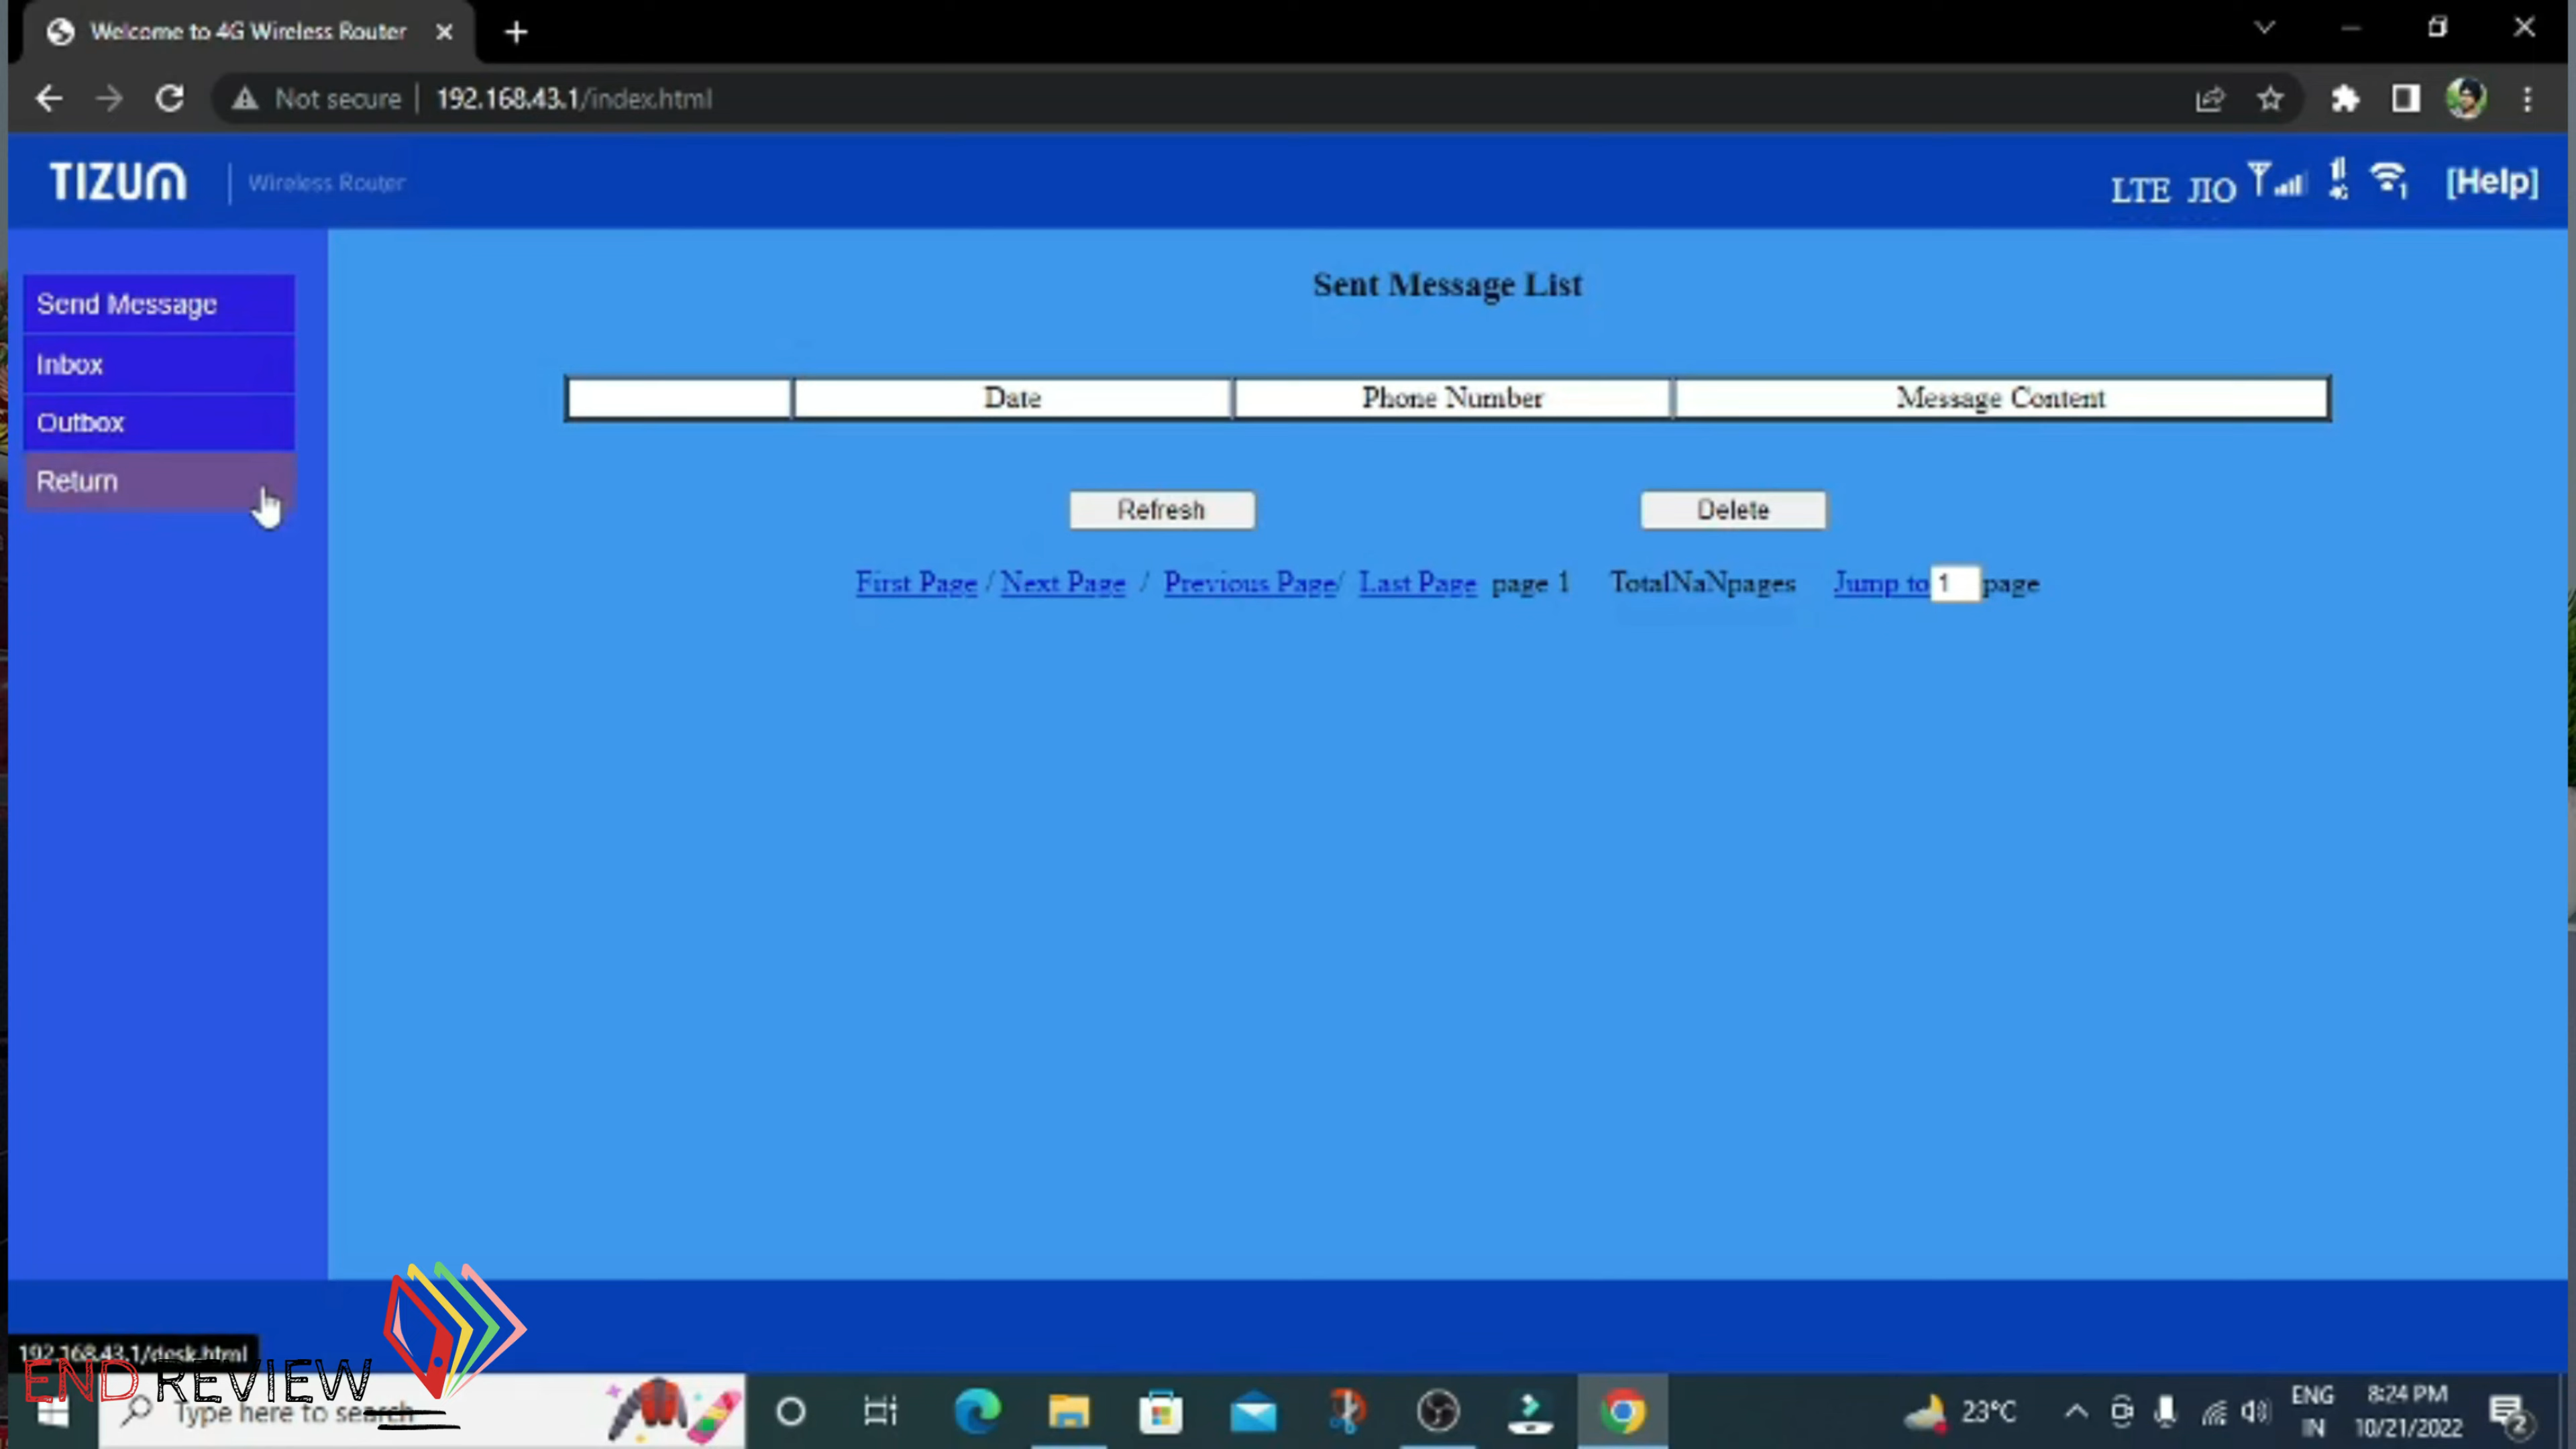 Welcome to 4G Wireless Router
Not secure 192.168.43.1/index.html
TIZUM Wireless Router
LTE JIO 1 [Help]
Send Message
Inbox
Outbox
Return
Sent Message List
Date Phone Number Message Content
Refresh Delete
First Page / Next Page / Previous Page/ Last Page page 1 TotalNaNpages Jump to 1 page
192.168.43.1/desk.html
END REVIEW
Type here to search
23°C
ENG
IN
8:24 PM
10/21/2022
2